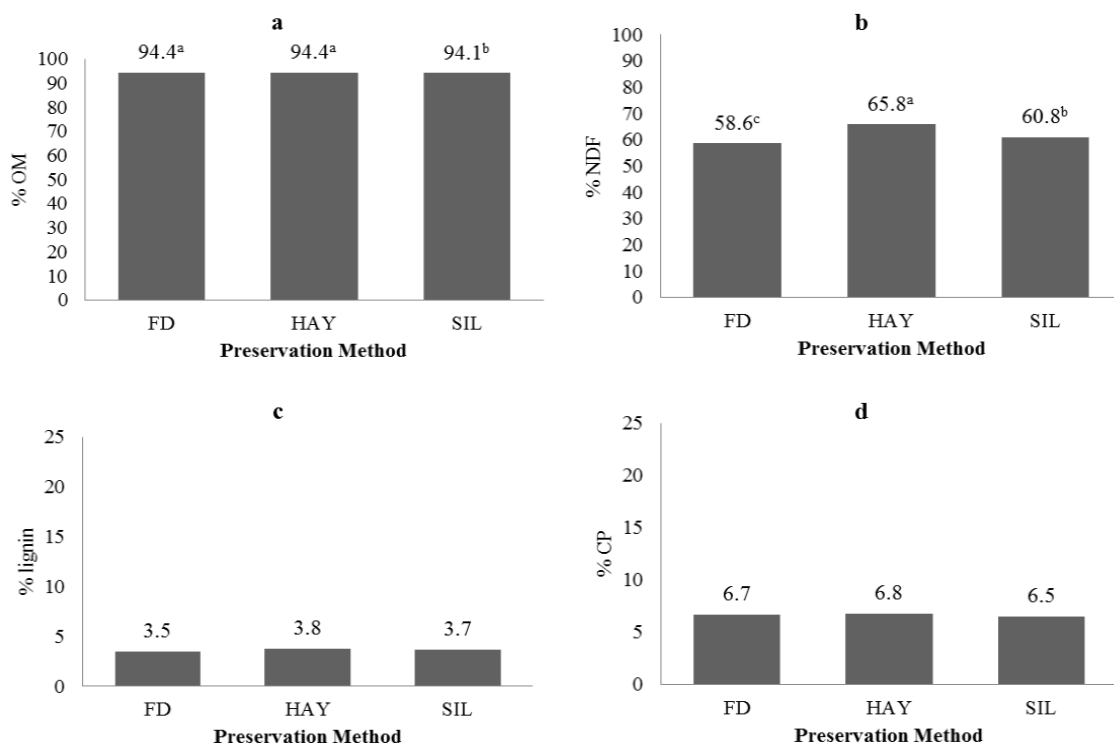 a
94.4ᵃ 94.4ᵃ 94.1ᵇ
100
90
80
70
60
50
40
30
20
10
0
% OM
FD HAY SIL
Preservation Method
b
100
90
80
70
60
50
40
30
20
10
0
% NDF
58.6ᶜ 65.8ᵃ 60.8ᵇ
FD HAY SIL
Preservation Method
c
25
20
15
10
5
0
% lignin
3.5 3.8 3.7
FD HAY SIL
Preservation Method
d
25
20
15
10
5
0
% CP
6.7 6.8 6.5
FD HAY SIL
Preservation Method